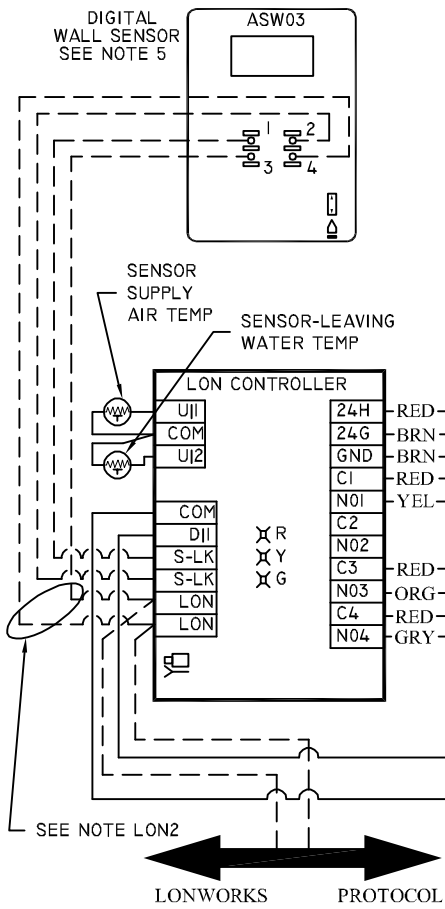 DIGITAL
WALL SENSOR
SEE NOTE 5
ASW03
1 2
3 4
SENSOR
SUPPLY
AIR TEMP
SENSOR-LEAVING
WATER TEMP
LON CONTROLLER
UI1
COM
UI2
COM
DI1
S-LK
S-LK
LON
LON
R
Y
G
24H RED
24G BRN
GND BRN
C1 RED
NO1 YEL
C2
NO2
C3 RED
NO3 ORG
C4 RED
NO4 GRY
SEE NOTE LON2
LONWORKS PROTOCOL